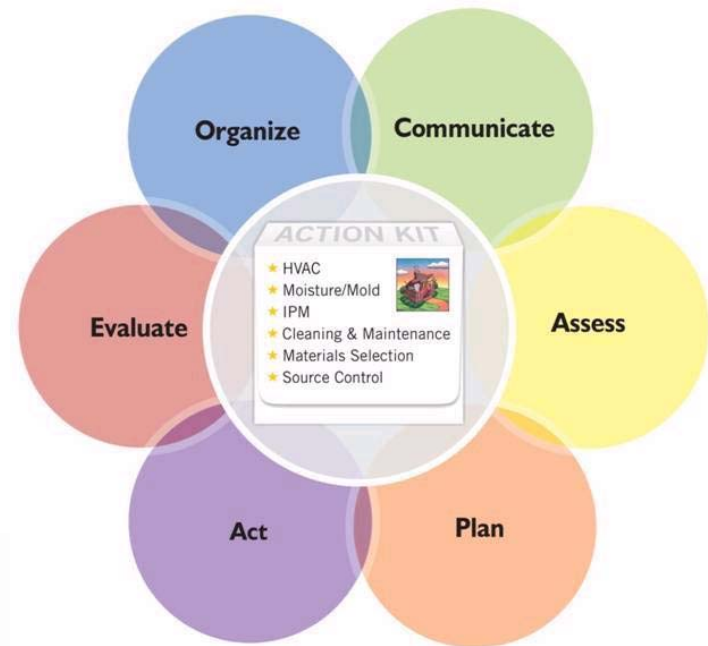 Organize
Communicate
ACTION KIT
★ HVAC
★ Moisture/Mold
★ IPM
★ Cleaning & Maintenance
★ Materials Selection
★ Source Control
Evaluate
Assess
Act
Plan